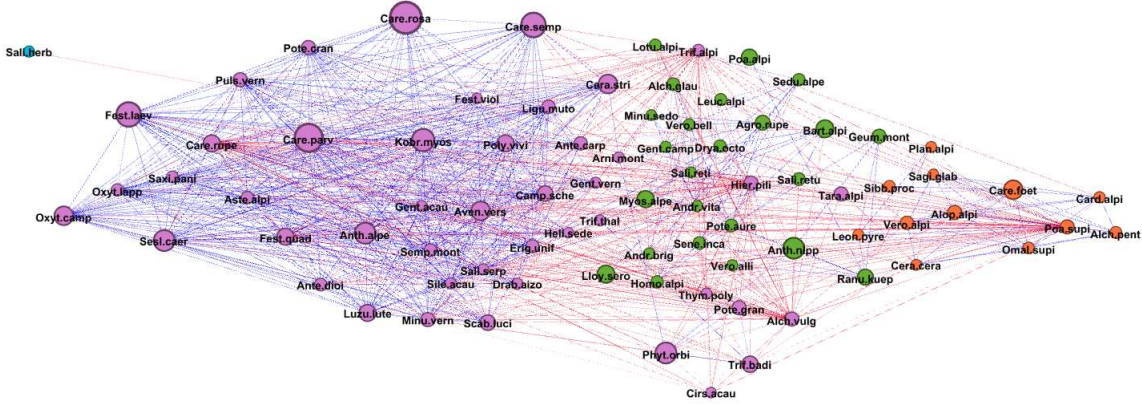 Care.rosa
Care.semp
Sali.herb
Pote.cran
Lotu.alpi
Trif.alpi
Poa.alpi
Puls.vern
Cara.stri
Alch.glau
Sedu.alpe
Fest.viol
Ligu.muto
Leuc.alpi
Fest.laev
Minu.sedo
Vero.bell
Agro.rupe
Bart.alpi
Geum.mont
Care.rupe
Care.parv
Kobr.myos
Poly.vivi
Ante.carp
Gent.camp
Drya.octo
Plan.alpi
Arni.mont
Saxi.pani
Sali.reti
Sali.retu
Sagi.glab
Oxyt.lapp
Aste.alpi
Gent.vern
Hier.pili
Sibb.proc
Care.foet
Camp.sche
Tara.alpi
Card.alpi
Gent.acau
Aven.vers
Myos.alpe
Andr.vita
Alop.alpi
Oxyt.camp
Trif.thal
Pote.aure
Vero.alpi
Poa.supi
Sesl.caer
Fest.quad
Anth.alpe
Hell.sede
Leon.pyre
Alch.pent
Semp.mont
Erig.unif
Sene.inca
Anth.nipp
Omal.supi
Andr.brig
Vero.alli
Cera.cera
Ante.dioi
Sile.acau
Sali.serp
Drab.aizo
Llov.sero
Homo.alpi
Ranu.kuep
Thym.poly
Pote.gran
Luzu.lute
Minu.vern
Scab.luci
Alch.vulg
Phyt.orbi
Trif.badi
Cirs.acau